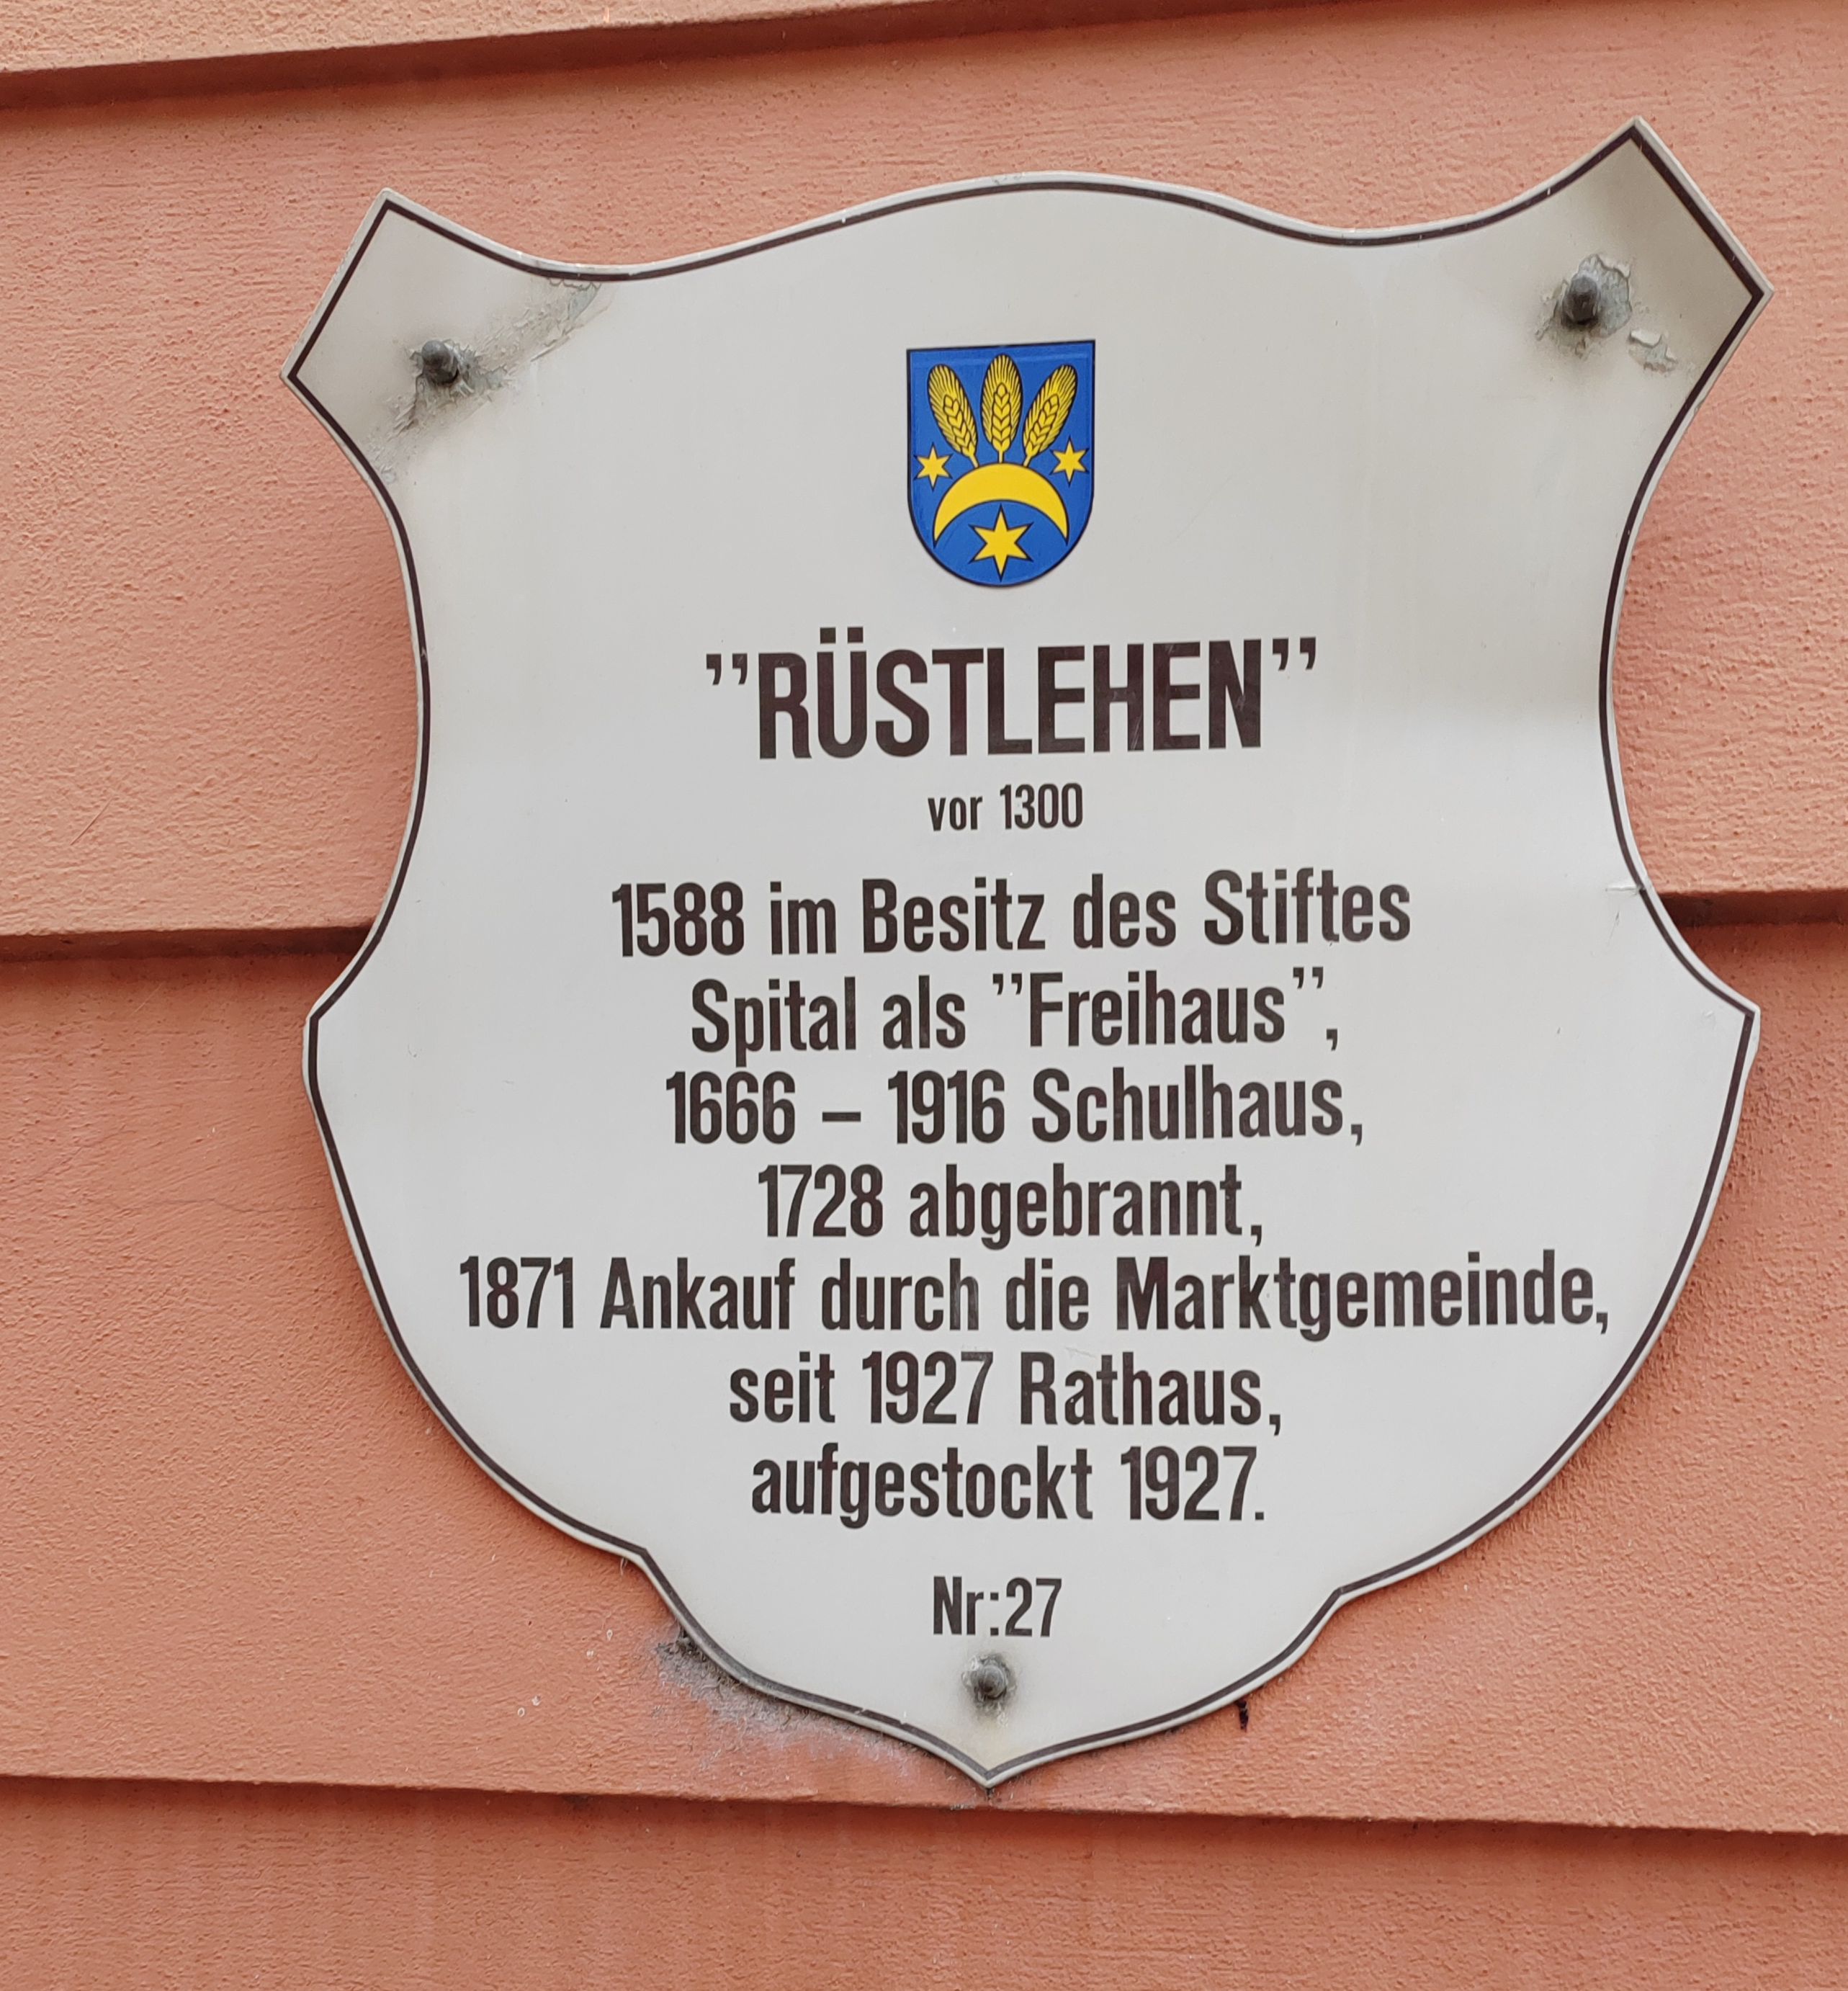 ”RÜSTLEHEN”
vor 1300
1588 im Besitz des Stiftes
Spital als ”Freihaus”,
1666 – 1916 Schulhaus,
1728 abgebrannt,
1871 Ankauf durch die Marktgemeinde,
seit 1927 Rathaus,
aufgestockt 1927.
Nr:27